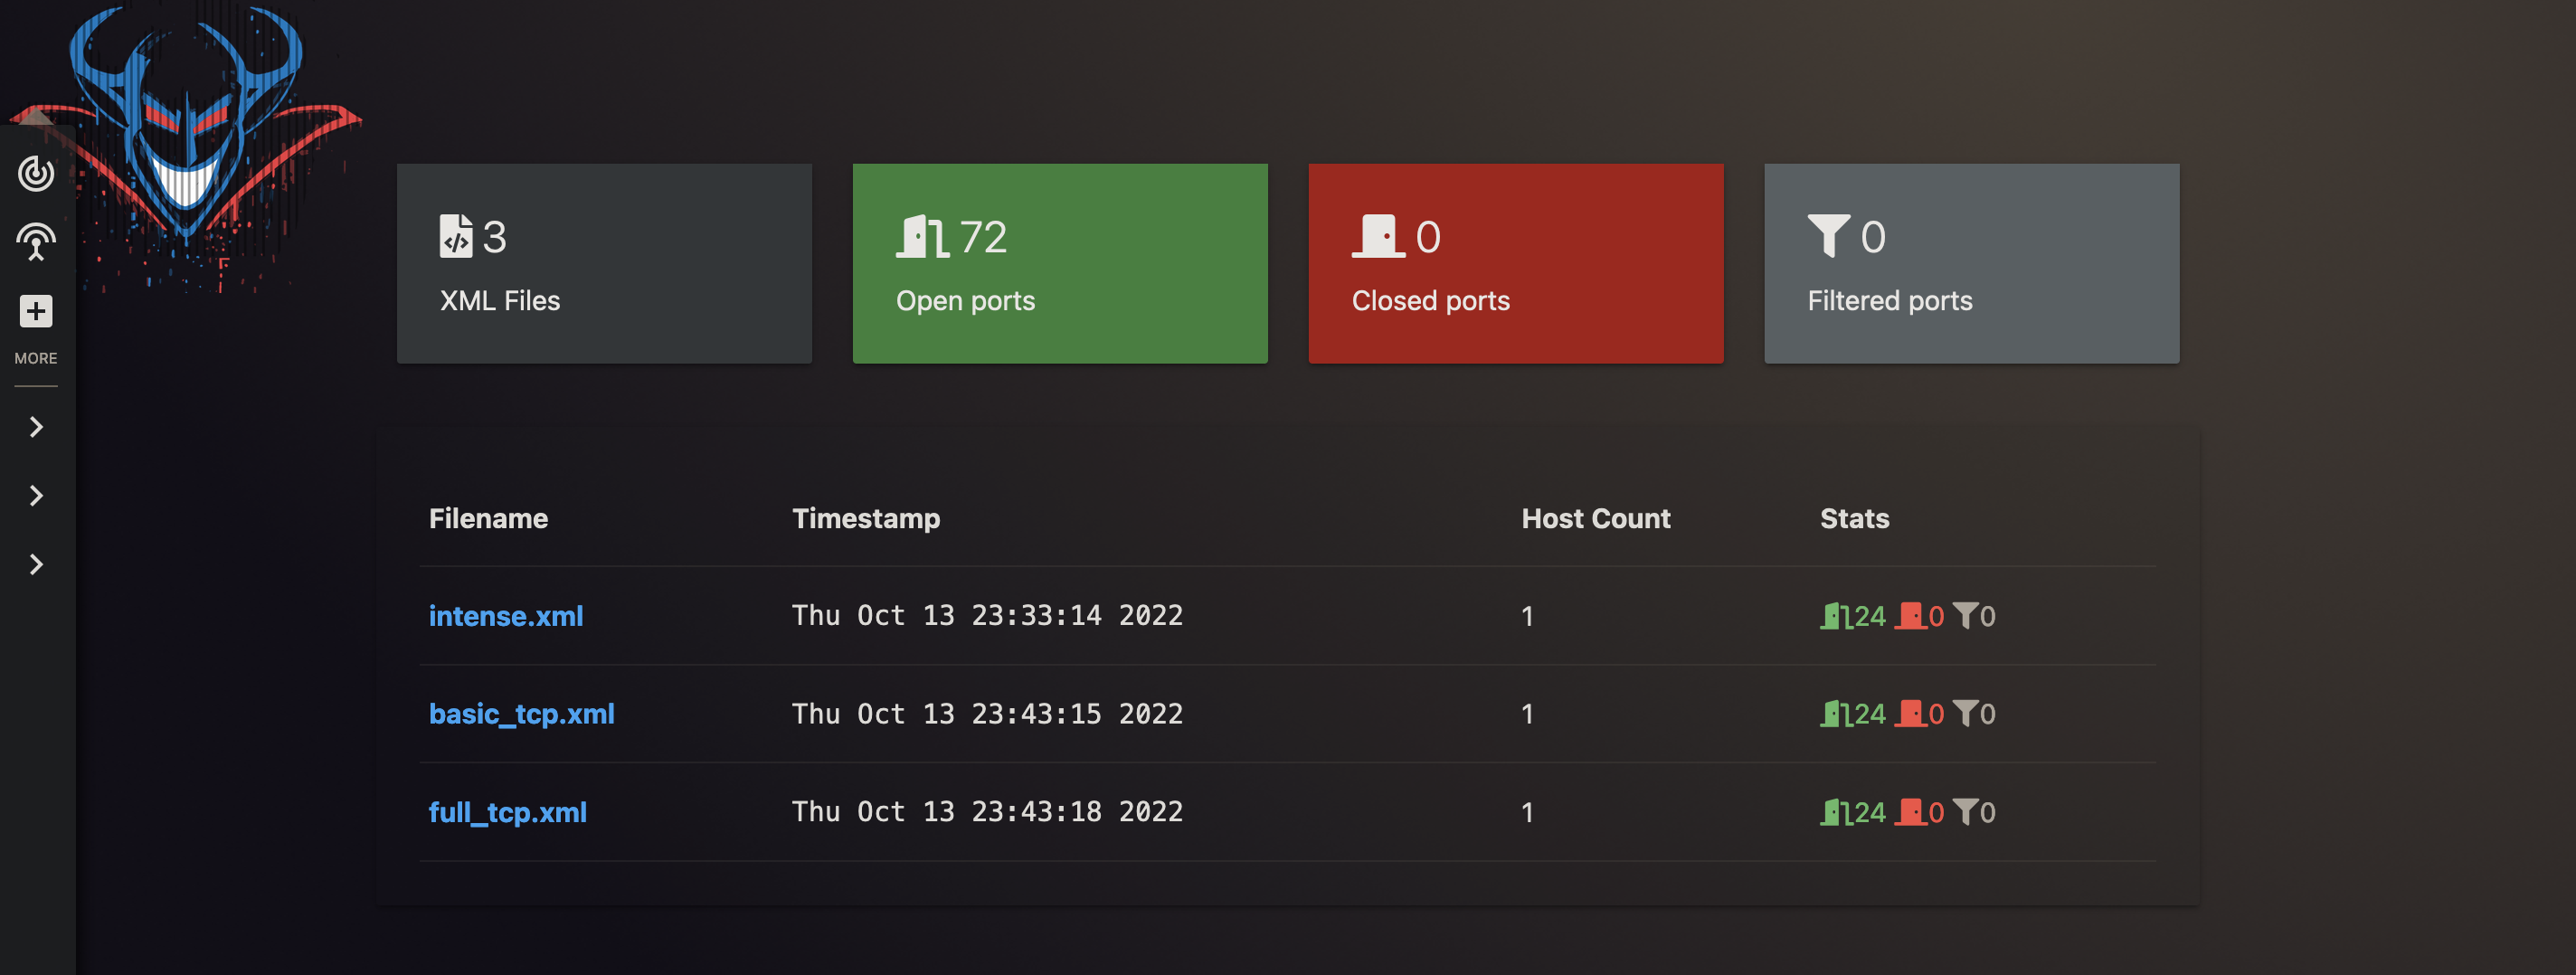 3
XML Files
72
Open ports
0
Closed ports
0
Filtered ports
MORE
Filename Timestamp Host Count Stats
intense.xml Thu Oct 13 23:33:14 2022 1 24 0 0
basic_tcp.xml Thu Oct 13 23:43:15 2022 1 24 0 0
full_tcp.xml Thu Oct 13 23:43:18 2022 1 24 0 0